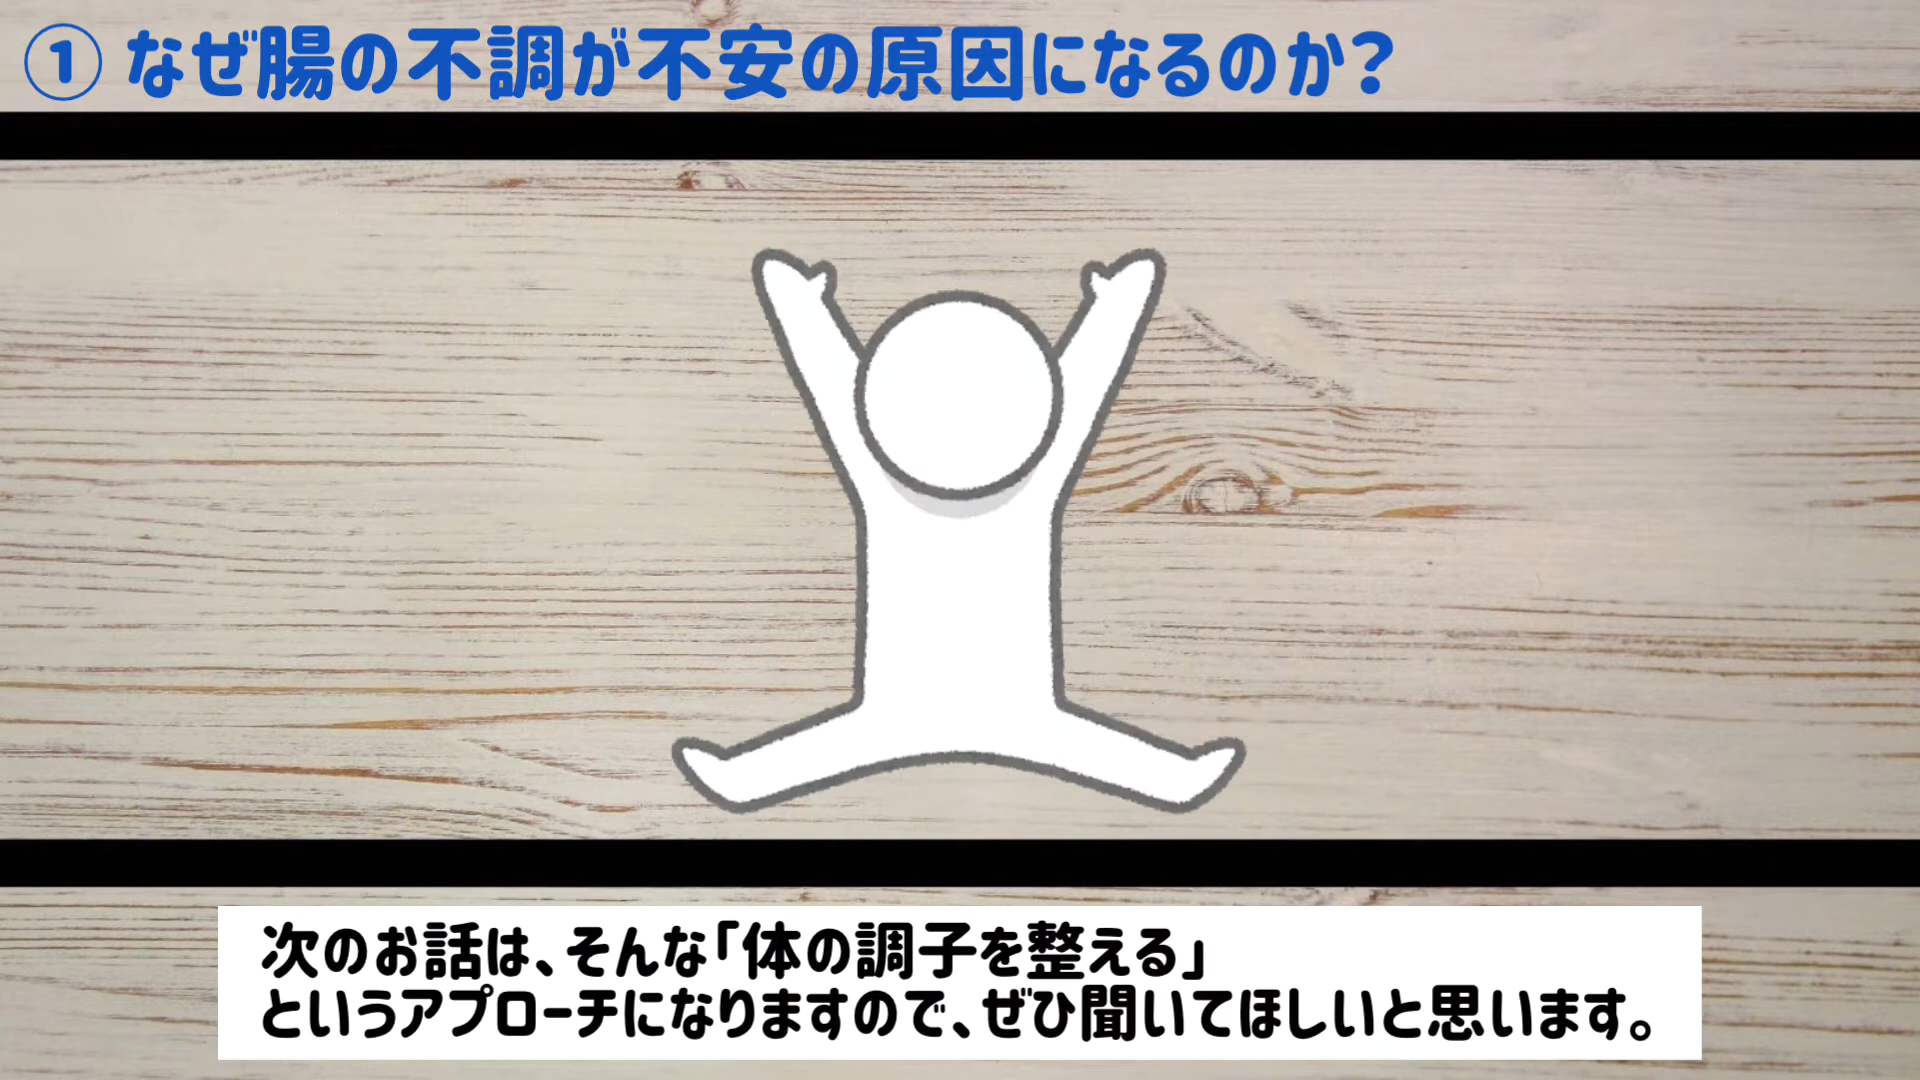 ① なぜ腸の不調が不安の原因になるのか？
次のお話は、そんな「体の調子を整える」
というアプローチになりますので、ぜひ聞いてほしいと思います。